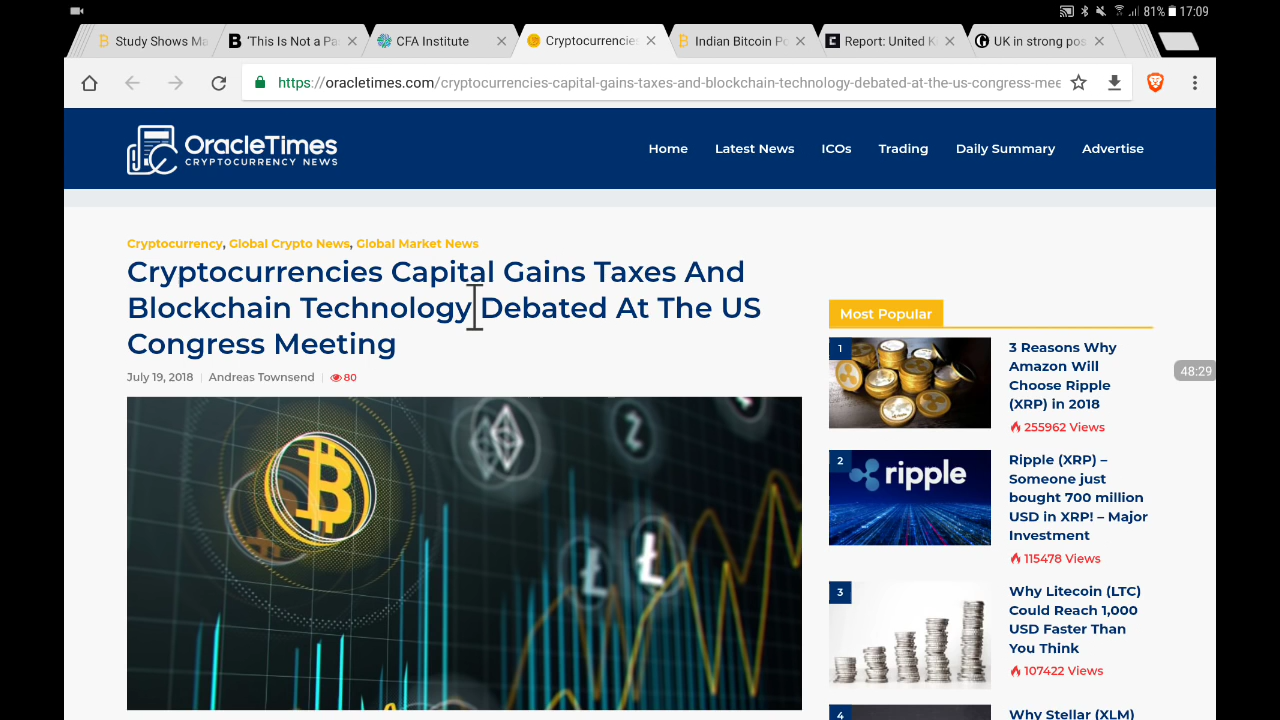 81% 17:09
Study Shows Ma
'This Is Not a Pa
CFA Institute
Cryptocurrencie
Indian Bitcoin Po
Report: United K
UK in strong pos
https://oracletimes.com/cryptocurrencies-capital-gains-taxes-and-blockchain-technology-debated-at-the-us-congress-mee
OracleTimes
CRYPTOCURRENCY NEWS
Home Latest News ICOs Trading Daily Summary Advertise
Cryptocurrency, Global Crypto News, Global Market News
Cryptocurrencies Capital Gains Taxes And
Blockchain Technology Debated At The US
Congress Meeting
July 19, 2018 | Andreas Townsend | 80
Most Popular
1
3 Reasons Why
Amazon Will
Choose Ripple
(XRP) in 2018
255962 Views
2
ripple
Ripple (XRP) –
Someone just
bought 700 million
USD in XRP! – Major
Investment
115478 Views
3
Why Litecoin (LTC)
Could Reach 1,000
USD Faster Than
You Think
107422 Views
4
Why Stellar (XLM)
48:29